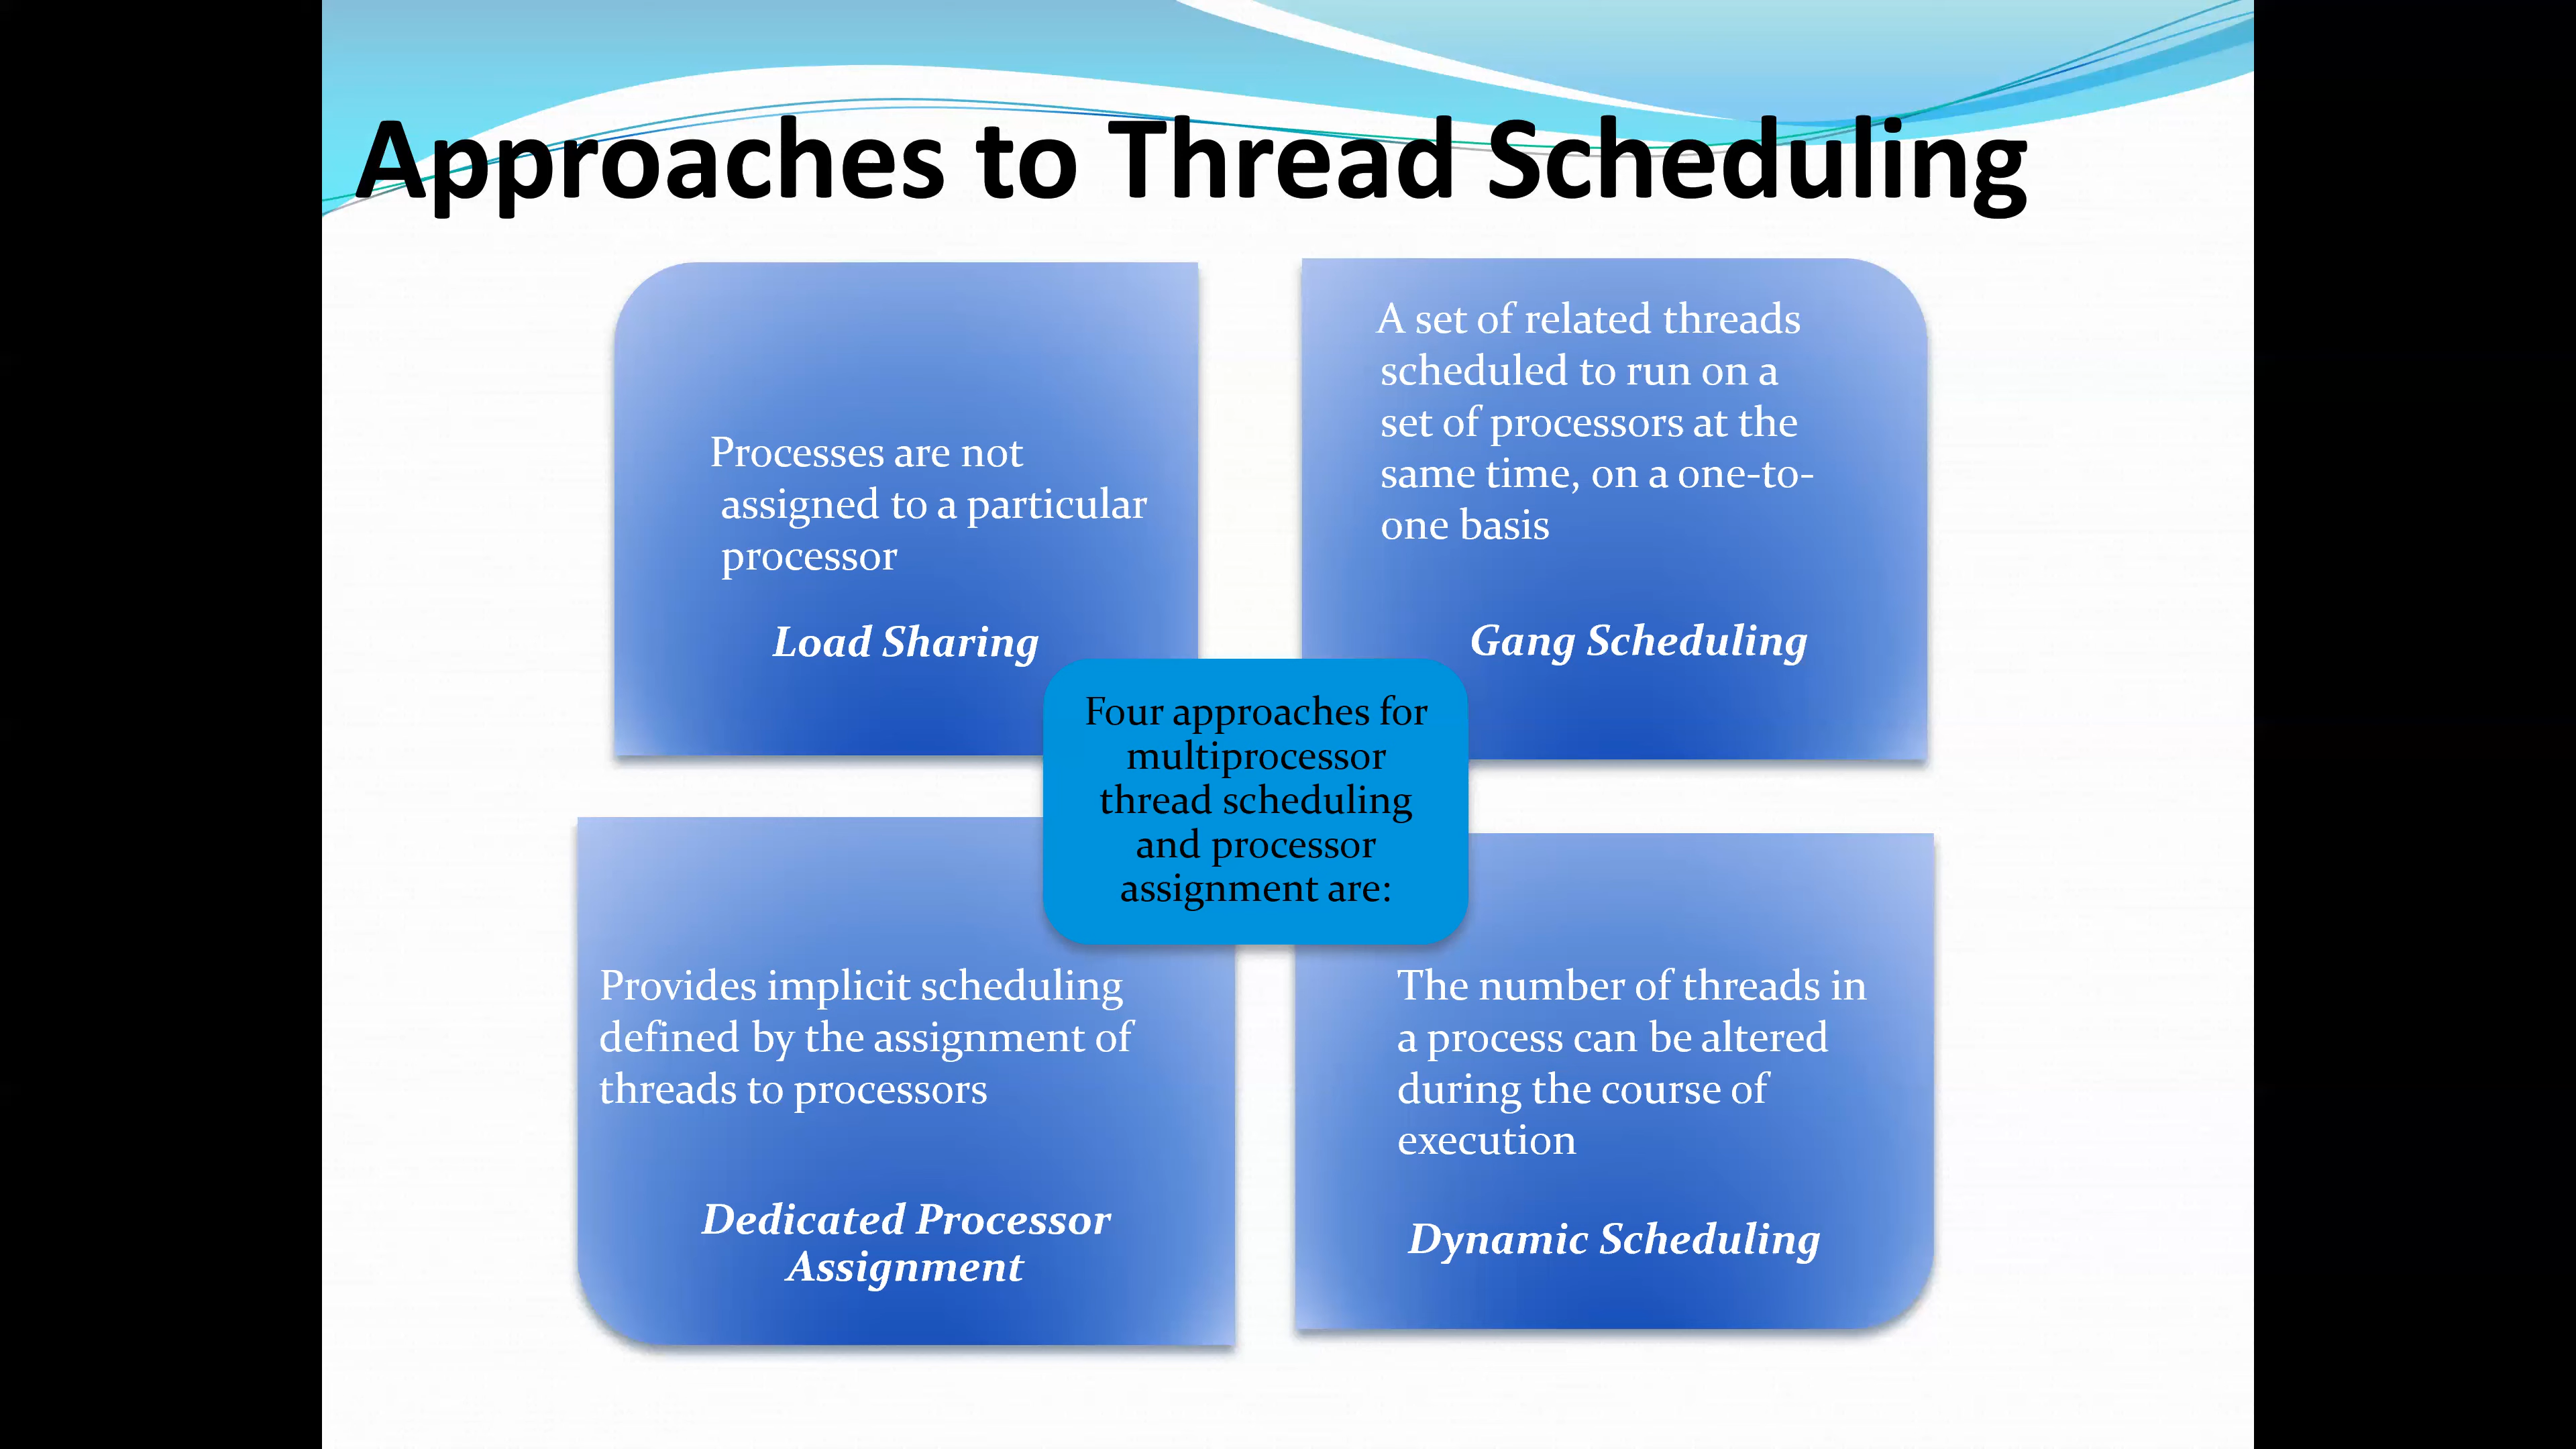 Approaches to Thread Scheduling
Processes are not
assigned to a particular
processor
Load Sharing
A set of related threads
scheduled to run on a
set of processors at the
same time, on a one-to-
one basis
Gang Scheduling
Four approaches for
multiprocessor
thread scheduling
and processor
assignment are:
Provides implicit scheduling
defined by the assignment of
threads to processors
Dedicated Processor
Assignment
The number of threads in
a process can be altered
during the course of
execution
Dynamic Scheduling